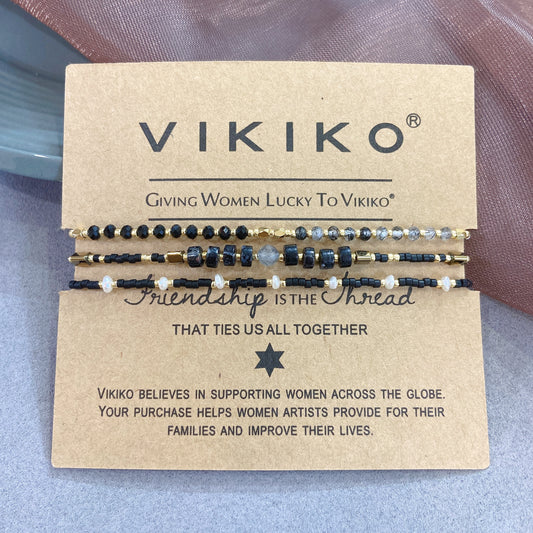 VIKIKO®
GIVING WOMEN LUCKY TO VIKIKO®
Friendship IS THE Thread
THAT TIES US ALL TOGETHER
VIKIKO BELIEVES IN SUPPORTING WOMEN ACROSS THE GLOBE.
YOUR PURCHASE HELPS WOMEN ARTISTS PROVIDE FOR THEIR
FAMILIES AND IMPROVE THEIR LIVES.